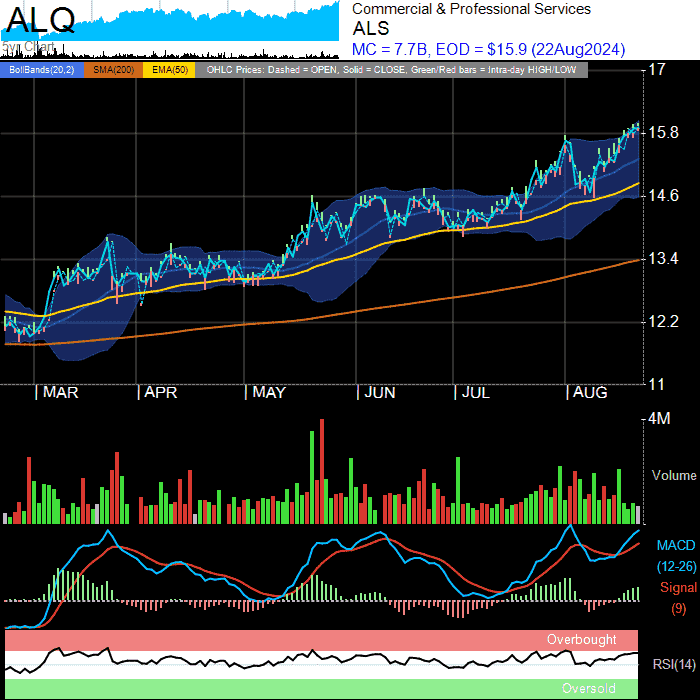 ALQ
5yr Chart
Commercial & Professional Services
ALS
MC = 7.7B, EOD = $15.9 (22Aug2024)
BollBands(20,2) SMA(200) EMA(50) OHLC Prices: Dashed = OPEN, Solid = CLOSE, Green/Red bars = Intra-day HIGH/LOW
17
15.8
14.6
13.4
12.2
11
MAR APR MAY JUN JUL AUG
4M
Volume
MACD
(12-26)
Signal
(9)
Overbought
RSI(14)
Oversold